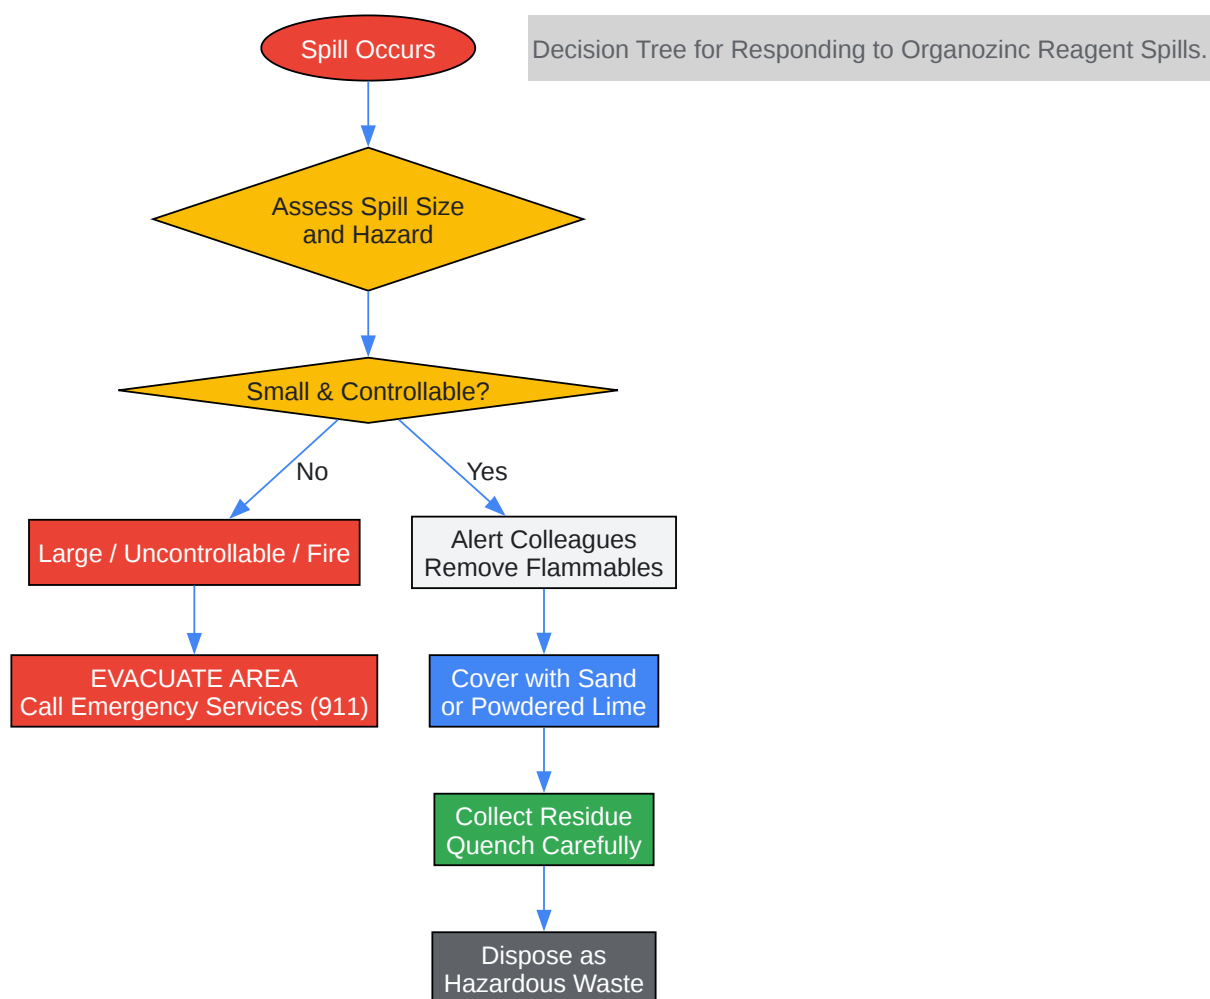 Spill Occurs
Decision Tree for Responding to Organozinc Reagent Spills.
Assess Spill Size
and Hazard
Small & Controllable?
No
Yes
Large / Uncontrollable / Fire
Alert Colleagues
Remove Flammables
EVACUATE AREA
Call Emergency Services (911)
Cover with Sand
or Powdered Lime
Collect Residue
Quench Carefully
Dispose as
Hazardous Waste